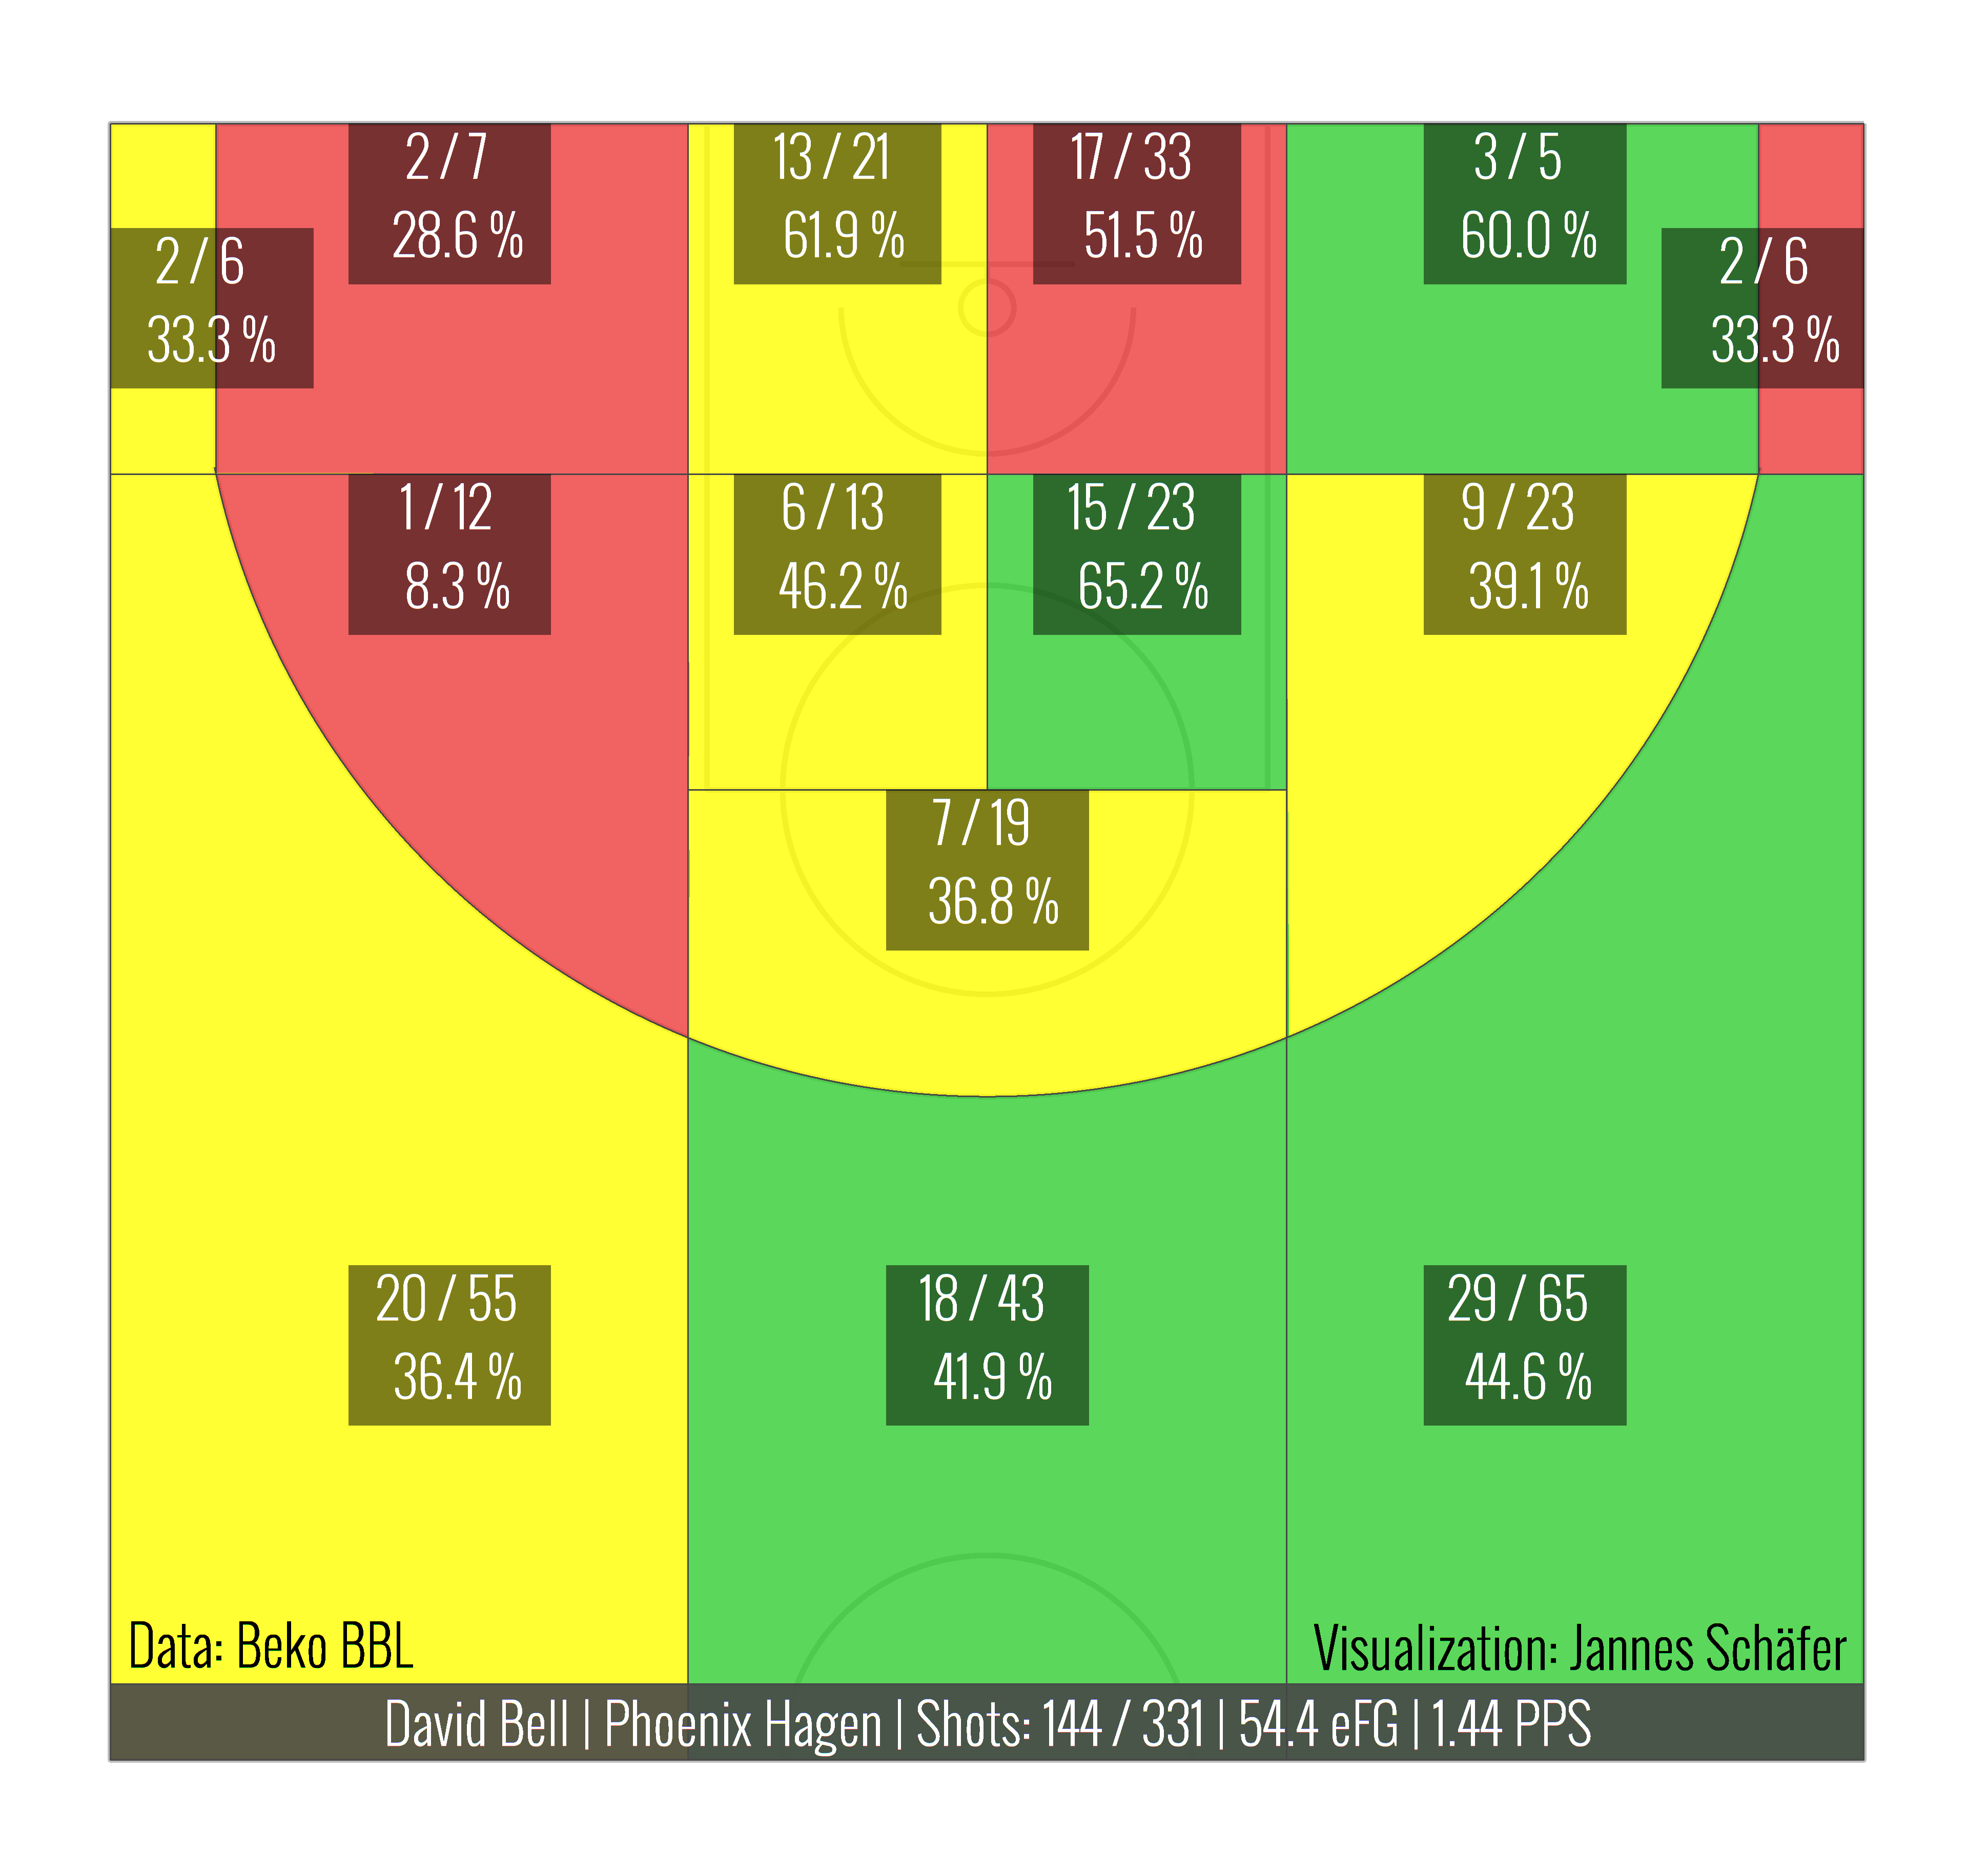 2 / 7
28.6 %
13 / 21
61.9 %
17 / 33
51.5 %
3 / 5
60.0 %
2 / 6
33.3 %
2 / 6
33.3 %
1 / 12
8.3 %
6 / 13
46.2 %
15 / 23
65.2 %
9 / 23
39.1 %
7 / 19
36.8 %
20 / 55
36.4 %
18 / 43
41.9 %
29 / 65
44.6 %
Data: Beko BBL
Visualization: Jannes Schäfer
David Bell | Phoenix Hagen | Shots: 144 / 331 | 54.4 eFG | 1.44 PPS